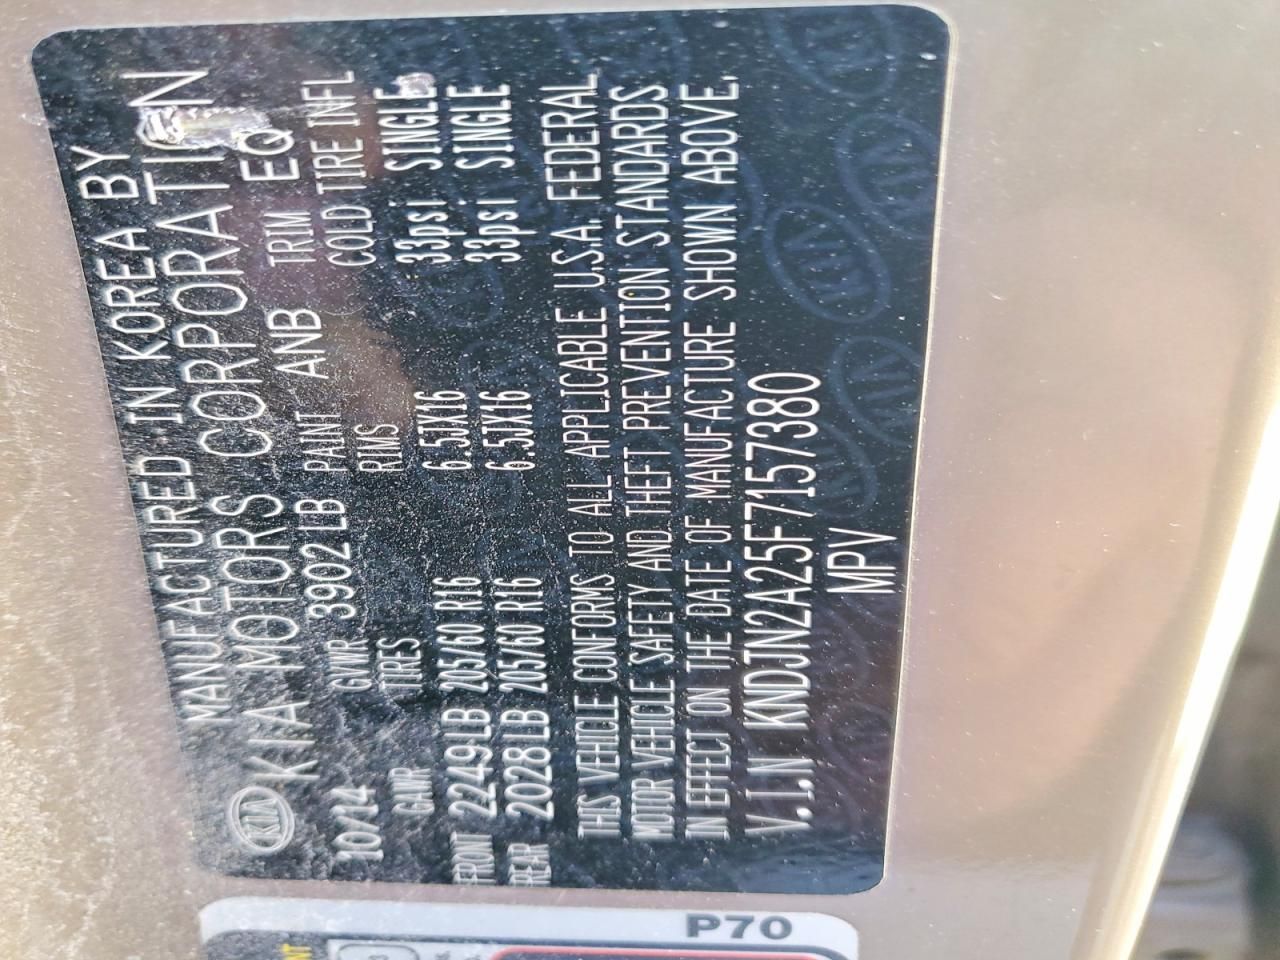 MANUFACTURED IN KOREA BY
KIA KIA MOTORS CORPORATION
10/14 GVWR 3902 LB PAINT ANB TRIM EQ
GAWR TIRES RIMS COLD TIRE INFL
FRONT 2249LB 205/60 R16 6.5JX16 33psi SINGLE
REAR 2028LB 205/60 R16 6.5JX16 33psi SINGLE
THIS VEHICLE CONFORMS TO ALL APPLICABLE U.S.A. FEDERAL
MOTOR VEHICLE SAFETY AND THEFT PREVENTION STANDARDS
IN EFFECT ON THE DATE OF MANUFACTURE SHOWN ABOVE.
V.I.N KNDJN2A25F7157380
MPV
P70